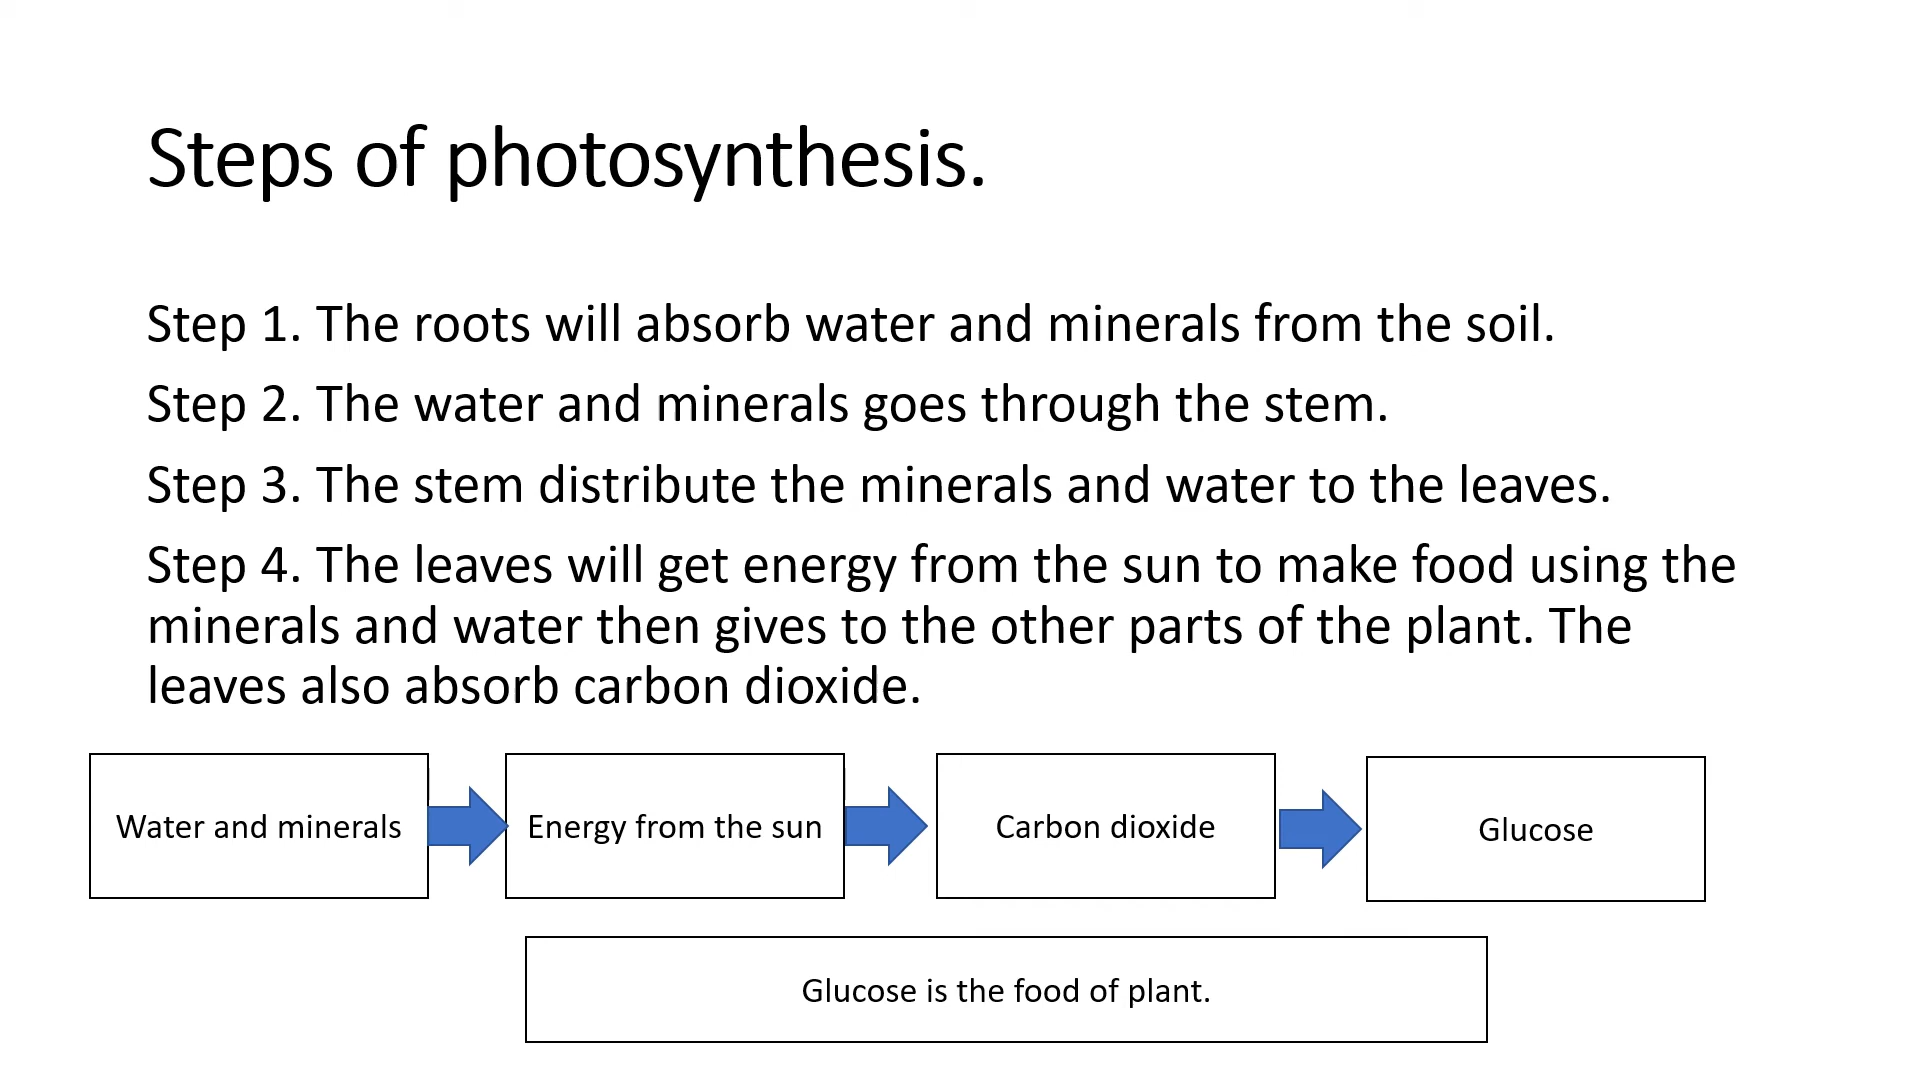 Steps of photosynthesis.
Step 1. The roots will absorb water and minerals from the soil.
Step 2. The water and minerals goes through the stem.
Step 3. The stem distribute the minerals and water to the leaves.
Step 4. The leaves will get energy from the sun to make food using the
minerals and water then gives to the other parts of the plant. The
leaves also absorb carbon dioxide.
Water and minerals
Energy from the sun
Carbon dioxide
Glucose
Glucose is the food of plant.